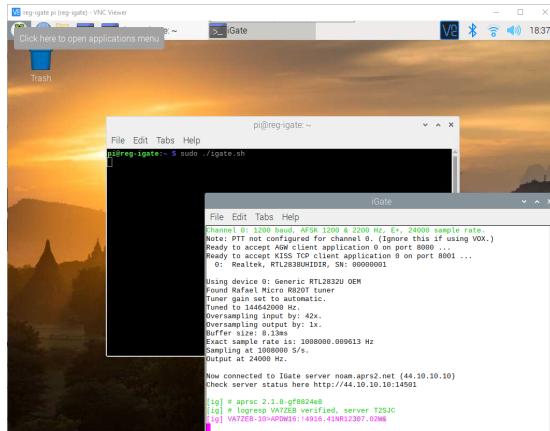 reg-igate pi (reg-igate) - VNC Viewer
e: ~
iGate
18:37
Click here to open applications menu
Trash
pi@reg-igate: ~
File Edit Tabs Help
pi@reg-igate:~ $ sudo ./igate.sh
iGate
File Edit Tabs Help
Channel 0: 1200 baud, AFSK 1200 & 2200 Hz, E+, 24000 sample rate.
Note: PTT not configured for channel 0. (Ignore this if using VOX.)
Ready to accept AGW client application 0 on port 8000 ...
Ready to accept KISS TCP client application 0 on port 8001 ...
0: Realtek, RTL2838UHIDIR, SN: 00000001
Using device 0: Generic RTL2832U OEM
Found Rafael Micro R820T tuner
Tuner gain set to automatic.
Tuned to 144642000 Hz.
Oversampling input by: 42x.
Oversampling output by: 1x.
Buffer size: 8.13ms
Exact sample rate is: 1008000.009613 Hz
Sampling at 1008000 S/s.
Output at 24000 Hz.
Now connected to IGate server noam.aprs2.net (44.10.10.10)
Check server status here http://44.10.10.10:14501
[ig] # aprsc 2.1.8-gf8824e8
[ig] # logresp VA7ZEB verified, server T2SJC
[ig] VA7ZEB-10>APDW16:!4916.41NR12307.02W&